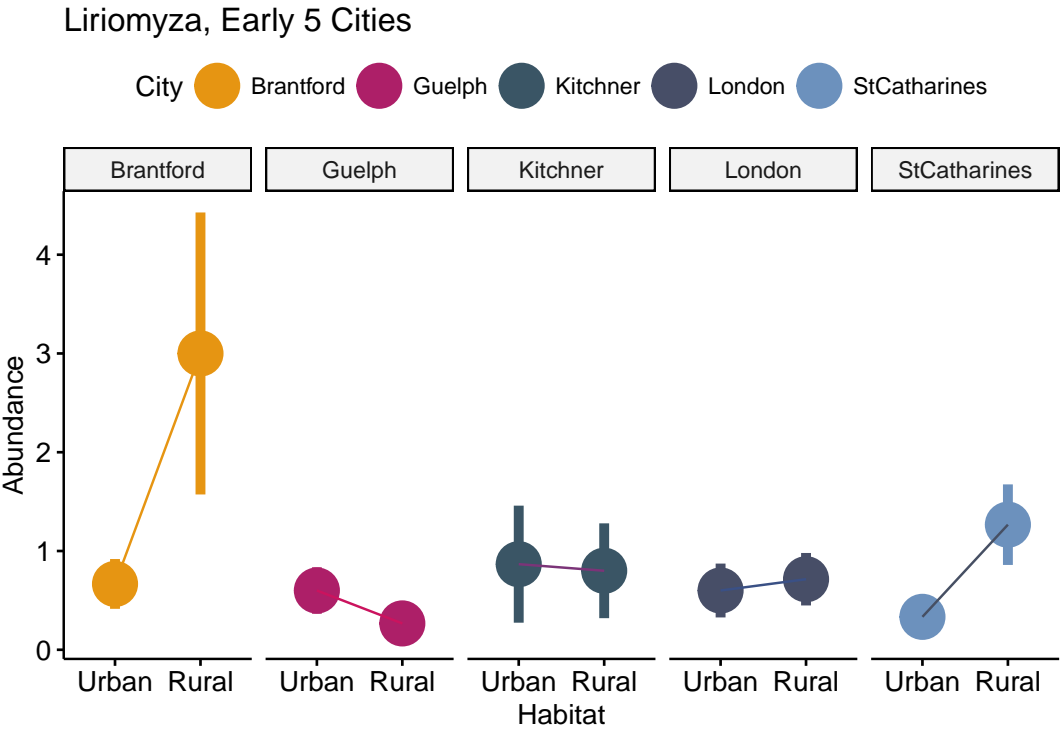 Liriomyza, Early 5 Cities
City Brantford Guelph Kitchner London StCatharines
Brantford Guelph Kitchner London StCatharines
4
3
2
1
0
Abundance
Urban Rural Urban Rural Urban Rural Urban Rural Urban Rural
Habitat